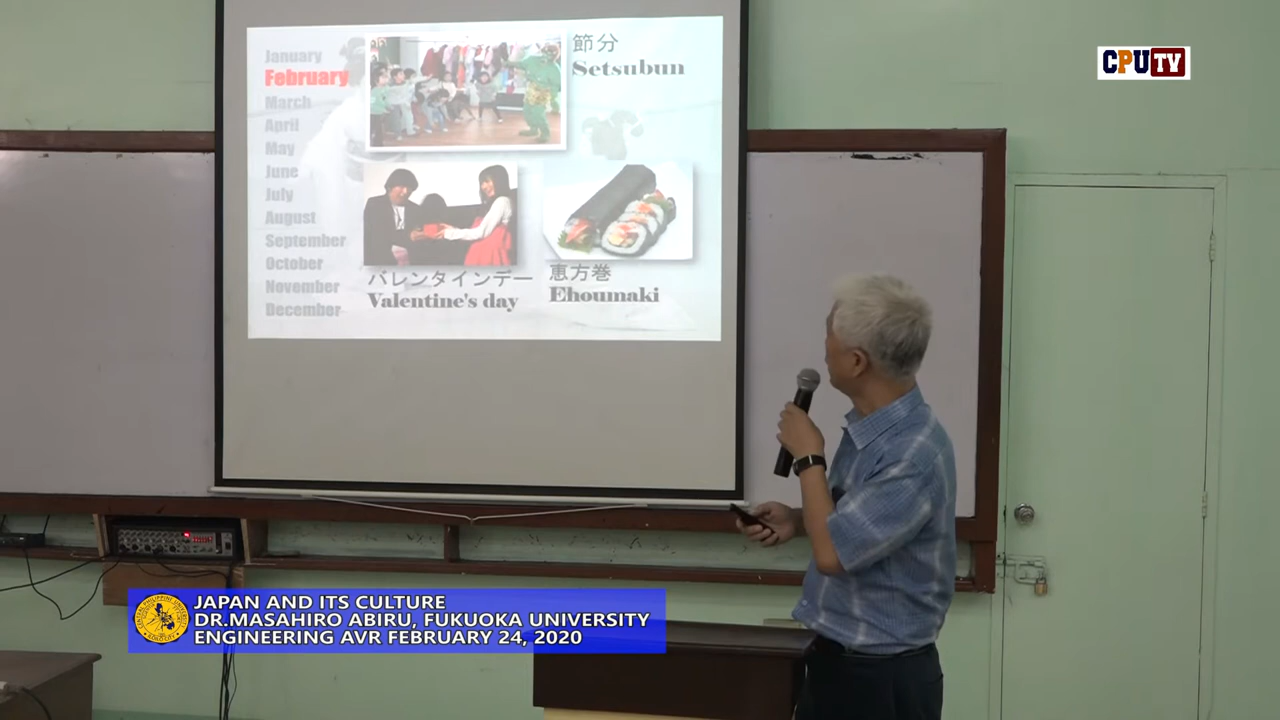 January
February
March
April
May
June
July
August
September
October
November
December
節分
Setsubun
バレンタインデー
Valentine's day
恵方巻
Ehoumaki
CPUTV
JAPAN AND ITS CULTURE
DR.MASAHIRO ABIRU, FUKUOKA UNIVERSITY
ENGINEERING AVR FEBRUARY 24, 2020